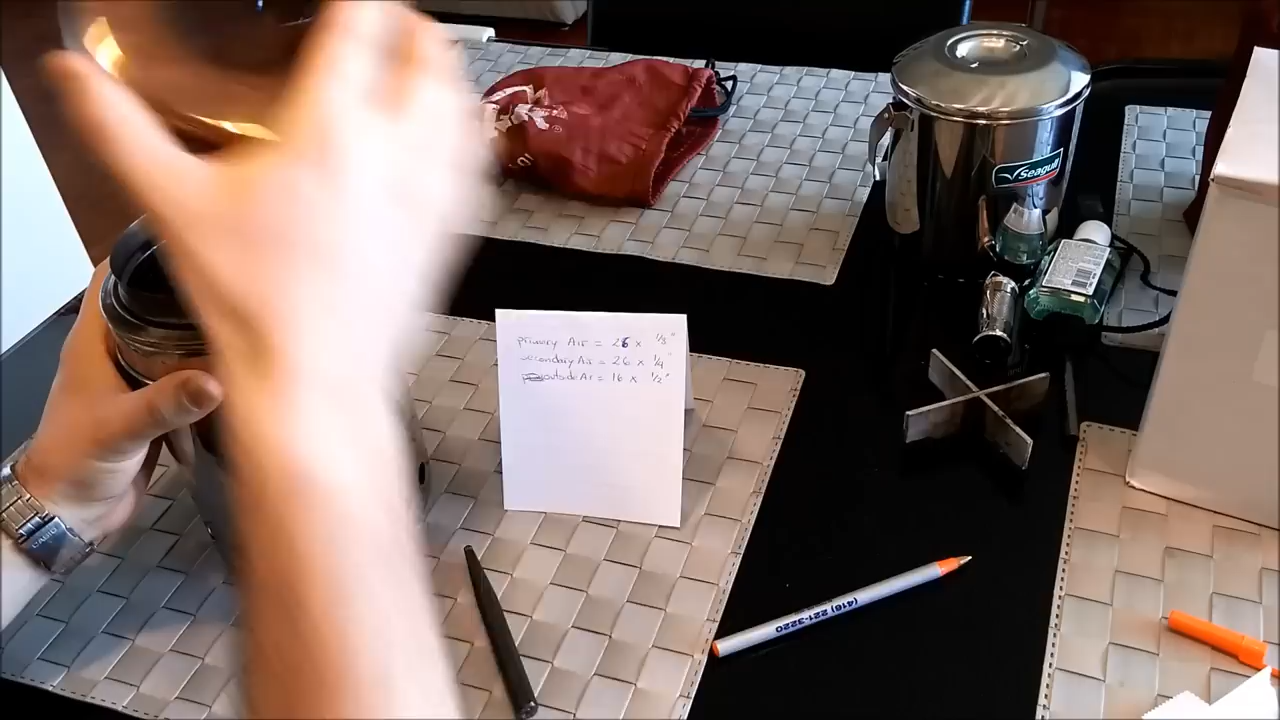 Seagull
primary Air = 26 x 1/8"
secondary Air = 26 x 1/4"
outside Air = 16 x 1/2"
(416) 221-3220
CASIO